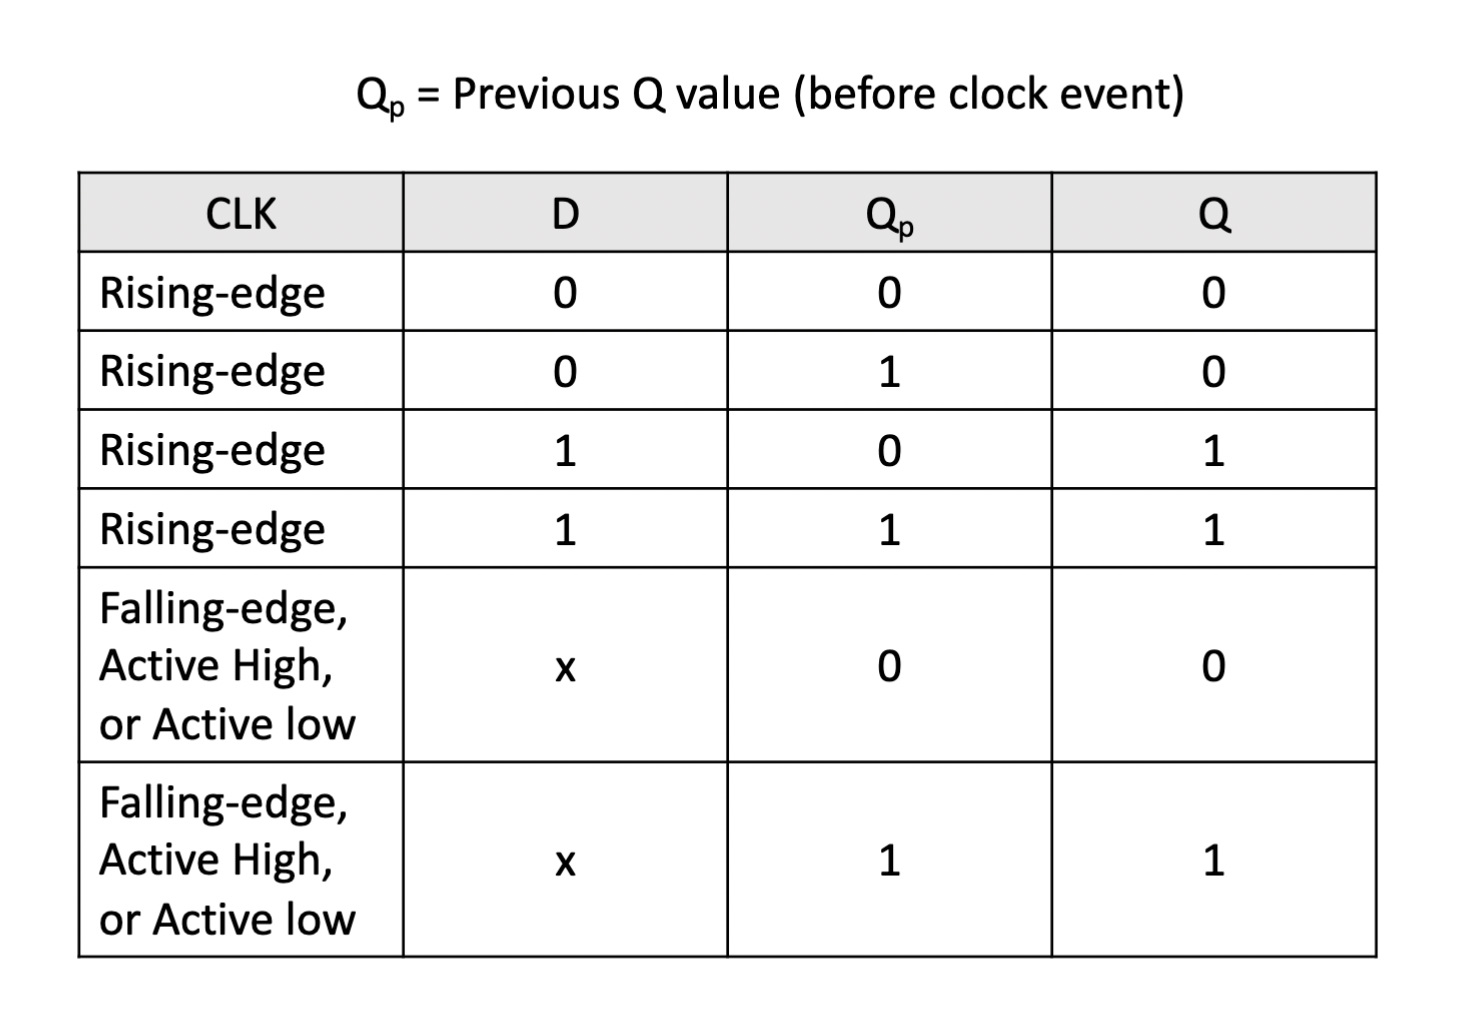 Qp = Previous Q value (before clock event)
CLK D Qp Q
Rising-edge 0 0 0
Rising-edge 0 1 0
Rising-edge 1 0 1
Rising-edge 1 1 1
Falling-edge,
Active High,
or Active low
x 0 0
Falling-edge,
Active High,
or Active low
x 1 1